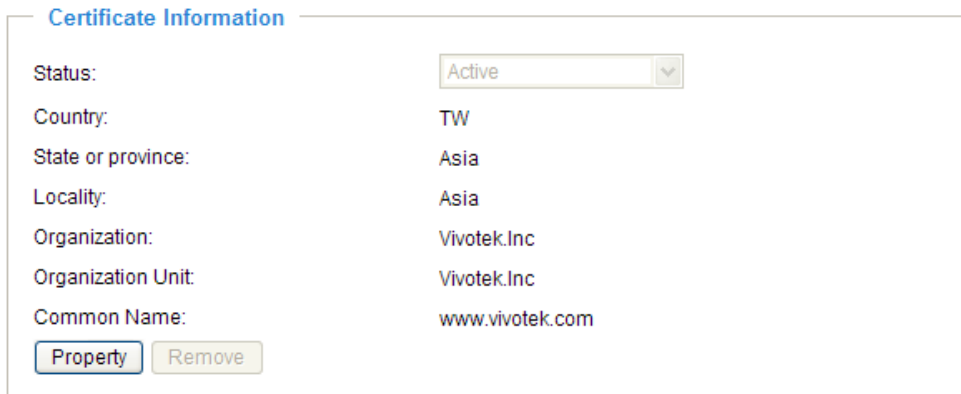 Certificate Information
Status: Active
Country: TW
State or province: Asia
Locality: Asia
Organization: Vivotek.Inc
Organization Unit: Vivotek.Inc
Common Name: www.vivotek.com
Property Remove